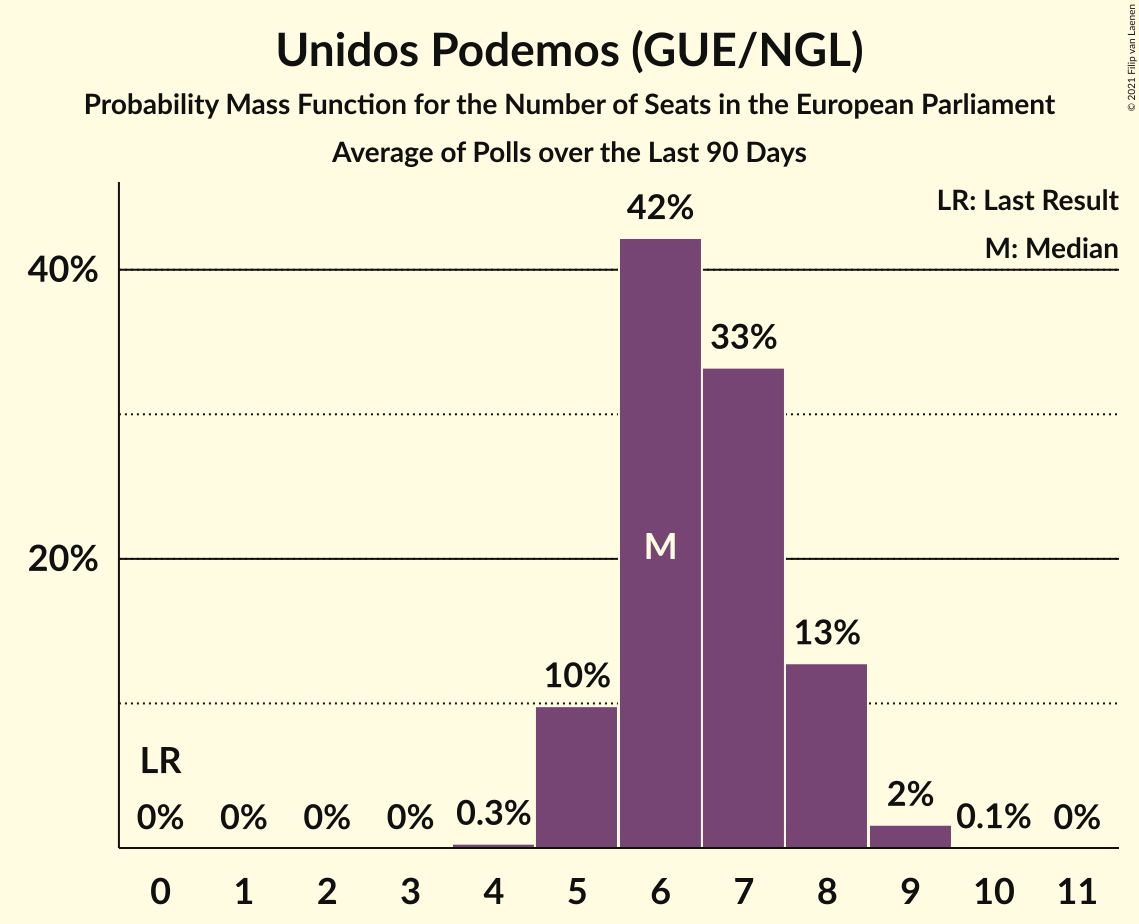 Unidos Podemos (GUE/NGL)
Probability Mass Function for the Number of Seats in the European Parliament
Average of Polls over the Last 90 Days
© 2021 Filip van Laenen
LR: Last Result
M: Median
42%
40%
33%
M
20%
13%
10%
LR
0% 0% 0% 0% 0.3% 2% 0.1% 0%
0 1 2 3 4 5 6 7 8 9 10 11